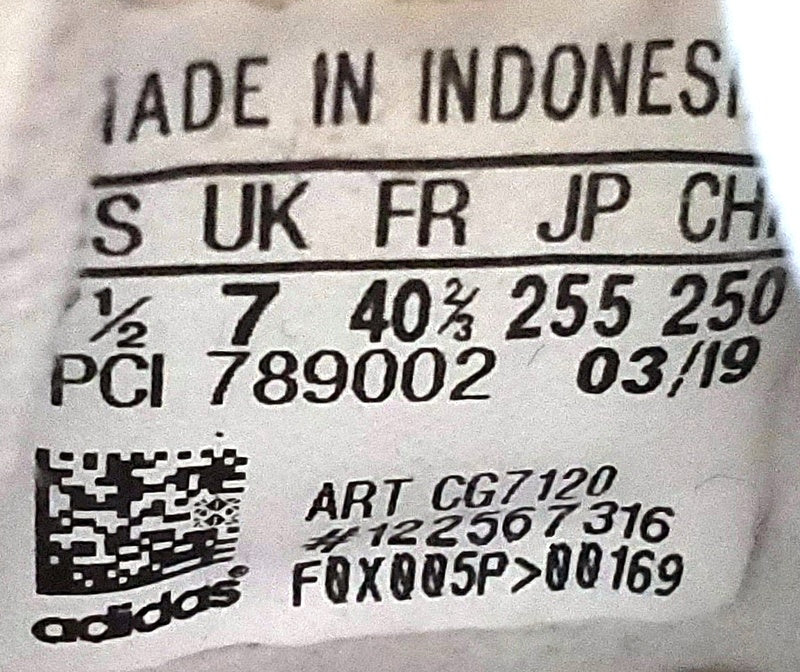 MADE IN INDONESI
S UK FR JP CH
½ 7 40⅔ 255 250
PCI 789002 03/19
ART CG7120
#122567316
F0X005P>00169
adidas